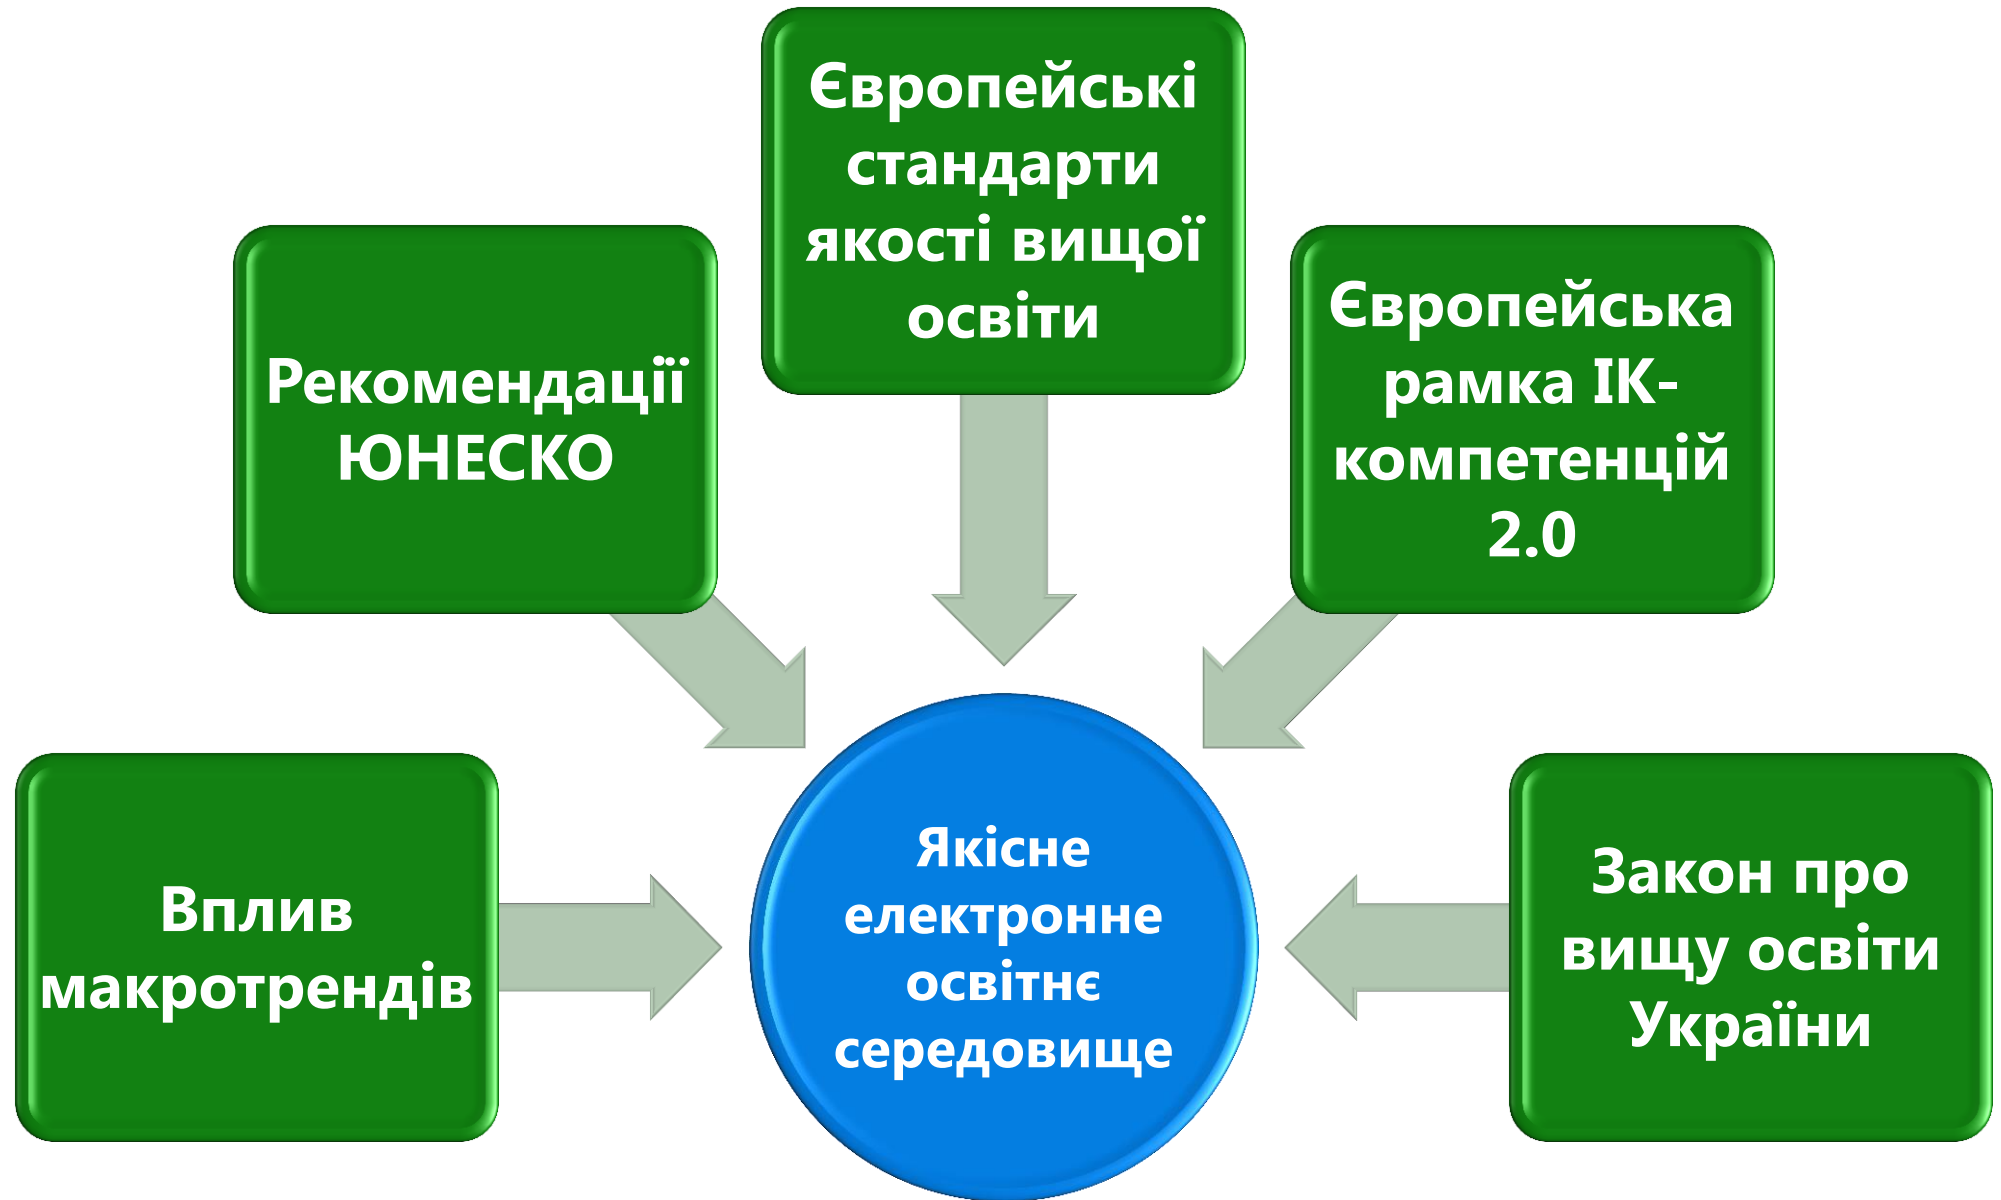 Європейські
стандарти
якості вищої
освіти
Рекомендації
ЮНЕСКО
Європейська
рамка ІК-
компетенцій
2.0
Вплив
макротрендів
Якісне
електронне
освітнє
середовище
Закон про
вищу освіти
України